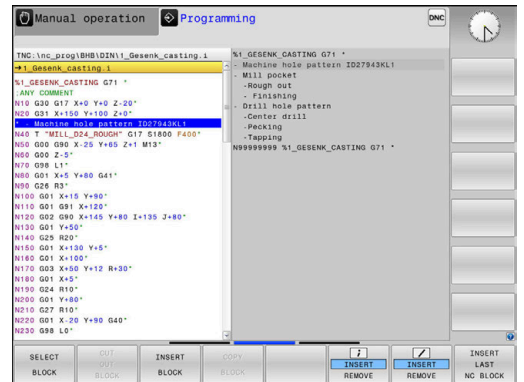 Manual operation
Programming
DNC
TNC:\nc_prog\BHB\DIN\1_Gesenk_casting.i
→1_Gesenk_casting.i
%1_GESENK_CASTING G71 *
;ANY COMMENT
N10 G30 G17 X+0 Y+0 Z-20*
N20 G31 X+150 Y+100 Z+0*
* - Machine hole pattern ID27943KL1
N40 T "MILL_D24_ROUGH" G17 S1800 F400*
N50 G00 G90 X-25 Y+65 Z+1 M13*
N60 G00 Z-5*
N70 G98 L1*
N80 G01 X+5 Y+80 G41*
N90 G26 R3*
N100 G01 X+15 Y+90*
N110 G01 G91 X+120*
N120 G02 G90 X+145 Y+80 I+135 J+80*
N130 G01 Y+50*
N140 G25 R20*
N150 G01 X+130 Y+5*
N160 G01 X+100*
N170 G03 X+50 Y+12 R+30*
N180 G01 X+5*
N190 G24 R10*
N200 G01 Y+80*
N210 G27 R10*
N220 G01 X-20 Y+90 G40*
N230 G98 L0*
%1_GESENK_CASTING G71 *
- Machine hole pattern ID27943KL1
- Mill pocket
-Rough out
- Finishing
- Drill hole pattern
-Center drill
-Pecking
-Tapping
N99999999 %1_GESENK_CASTING G71 *
SELECT
BLOCK
CUT
OUT
BLOCK
INSERT
BLOCK
COPY
BLOCK
INSERT
REMOVE
INSERT
REMOVE
INSERT
LAST
NC BLOCK